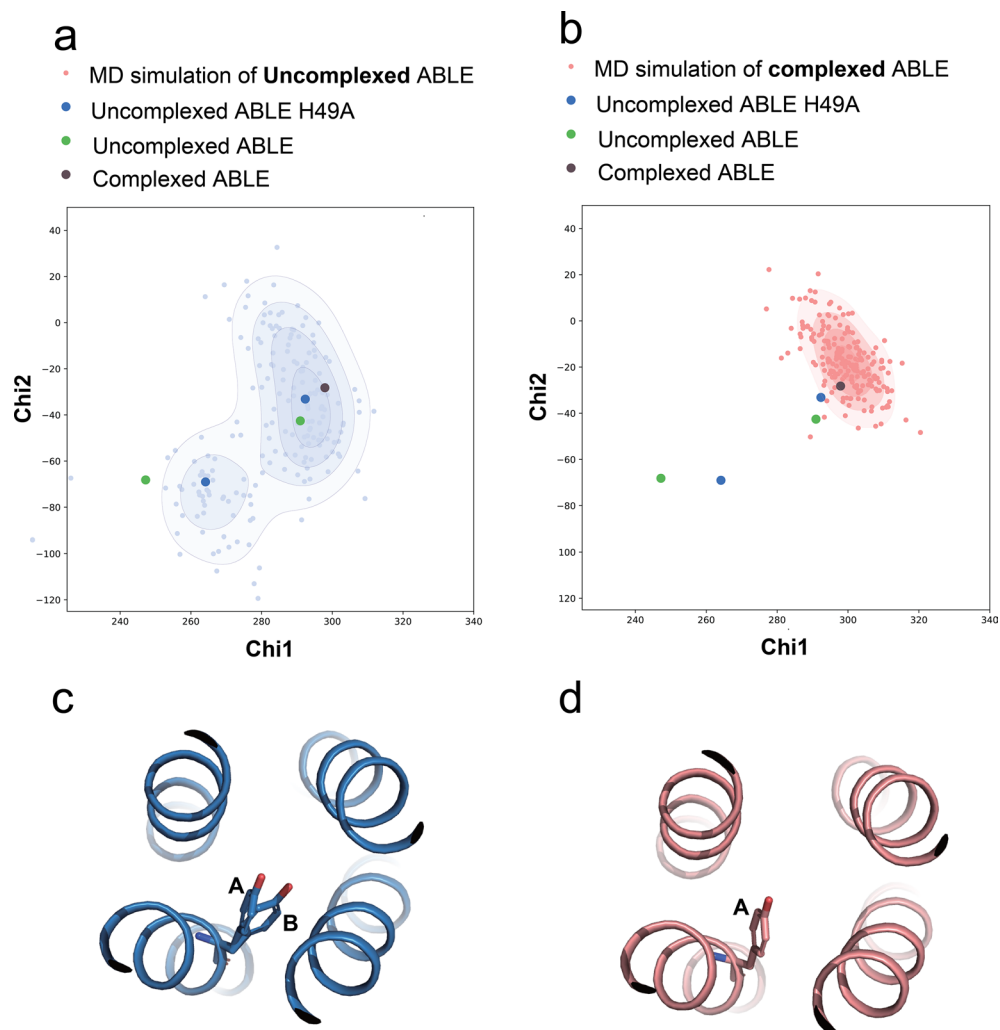 a
MD simulation of Uncomplexed ABLE
Uncomplexed ABLE H49A
Uncomplexed ABLE
Complexed ABLE
40
20
0
−20
−40
−60
−80
−100
−120
Chi2
240
260
280
300
320
340
Chi1
b
MD simulation of complexed ABLE
Uncomplexed ABLE H49A
Uncomplexed ABLE
Complexed ABLE
40
20
0
20
40
60
80
100
120
Chi2
240
260
280
300
320
340
Chi1
c
A
B
d
A